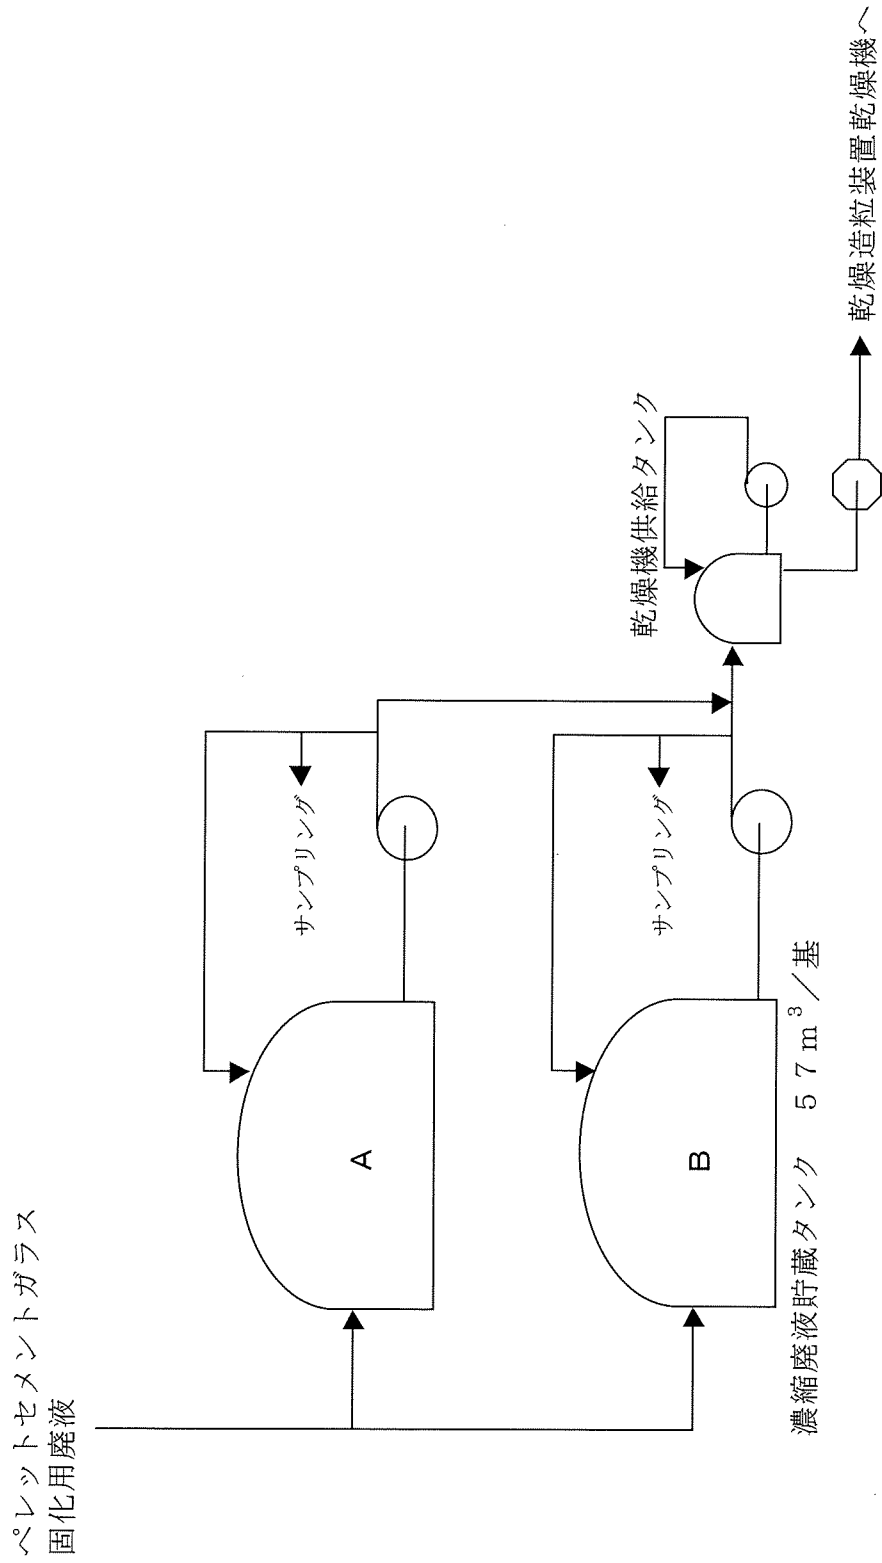 ペレットセメントガラス
固化用廃液
A
サンプリング
B
サンプリング
濃縮廃液貯蔵タンク　５７ｍ³／基
乾燥機供給タンク
乾燥造粒装置乾燥機へ